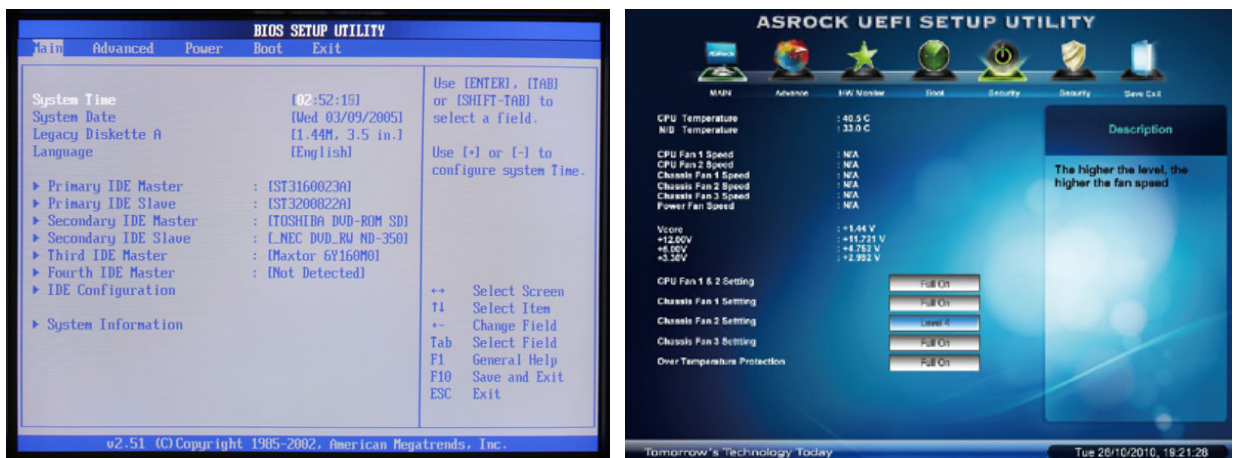 BIOS SETUP UTILITY
Main Advanced Power Boot Exit
System Time [02:52:19]
System Date [Wed 03/09/2005]
Legacy Diskette A [1.44M, 3.5 in.]
Language [English]
▶ Primary IDE Master : [ST3160023A]
▶ Primary IDE Slave : [ST3200822A]
▶ Secondary IDE Master : [TOSHIBA DVD-ROM SD]
▶ Secondary IDE Slave : [_NEC DVD_RW ND-350]
▶ Third IDE Master : [Maxtor 6Y160M0]
▶ Fourth IDE Master : [Not Detected]
▶ IDE Configuration
▶ System Information
Use [ENTER], [TAB]
or [SHIFT-TAB] to
select a field.
Use [+] or [-] to
configure system Time.
↔ Select Screen
↑↓ Select Item
+- Change Field
Tab Select Field
F1 General Help
F10 Save and Exit
ESC Exit
v2.51 (C)Copyright 1985-2002, American Megatrends, Inc.
ASROCK UEFI SETUP UTILITY
ASRock
MAIN Advance HW Monitor Boot Security Security Save Exit
CPU Temperature : 40.5 C
N/B Temperature : 33.0 C
CPU Fan 1 Speed : N/A
CPU Fan 2 Speed : N/A
Chassis Fan 1 Speed : N/A
Chassis Fan 2 Speed : N/A
Chassis Fan 3 Speed : N/A
Power Fan Speed : N/A
Vcore : +1.44 V
+12.00V : +11.721 V
+5.00V : +4.752 V
+3.30V : +2.992 V
CPU Fan 1 & 2 Setting Full On
Chassis Fan 1 Settting Full On
Chassis Fan 2 Settting Level 4
Chassis Fan 3 Settting Full On
Over Temperature Protection Full On
Description
The higher the level, the
higher the fan speed
Tomorrow's Technology Today
Tue 26/10/2010, 19:21:28